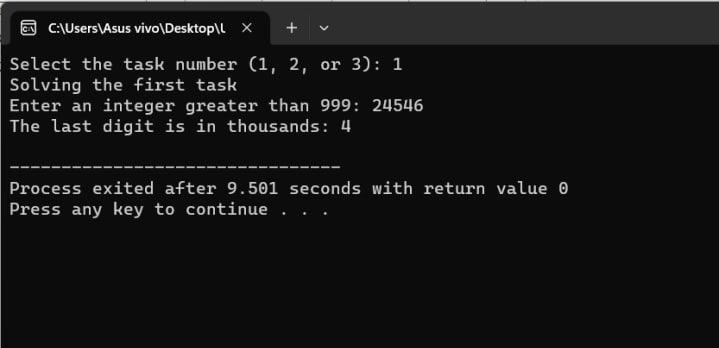 C:\Users\Asus vivo\Desktop\l
Select the task number (1, 2, or 3): 1
Solving the first task
Enter an integer greater than 999: 24546
The last digit is in thousands: 4
--------------------------------
Process exited after 9.501 seconds with return value 0
Press any key to continue . . .